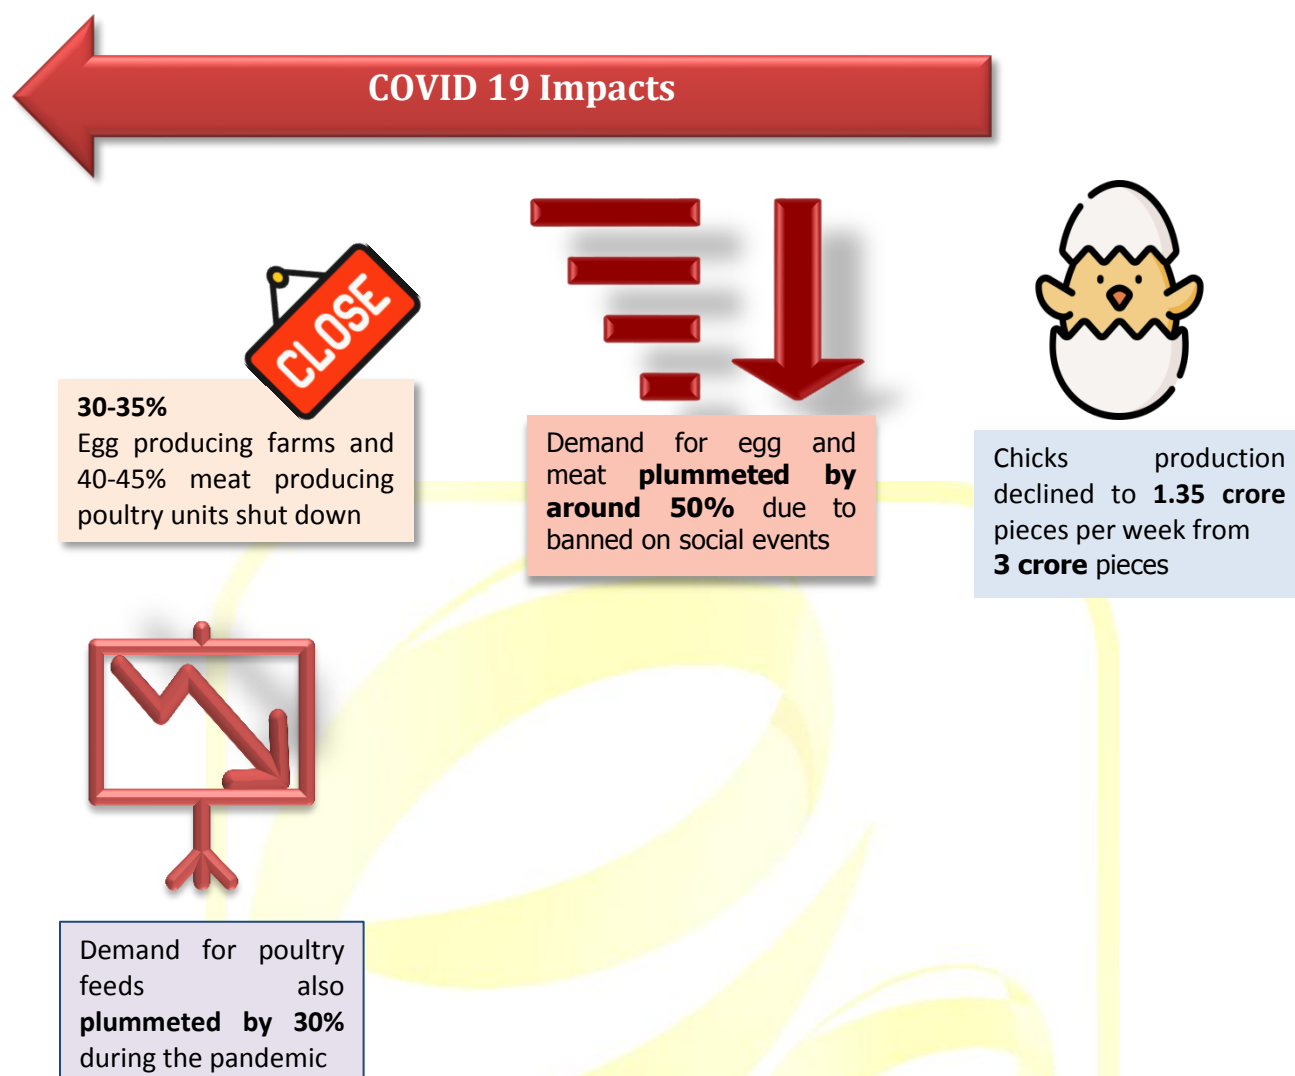 COVID 19 Impacts
CLOSE
30-35%
Egg producing farms and
40-45% meat producing
poultry units shut down
Demand for egg and
meat plummeted by
around 50% due to
banned on social events
Chicks production
declined to 1.35 crore
pieces per week from
3 crore pieces
Demand for poultry
feeds also
plummeted by 30%
during the pandemic